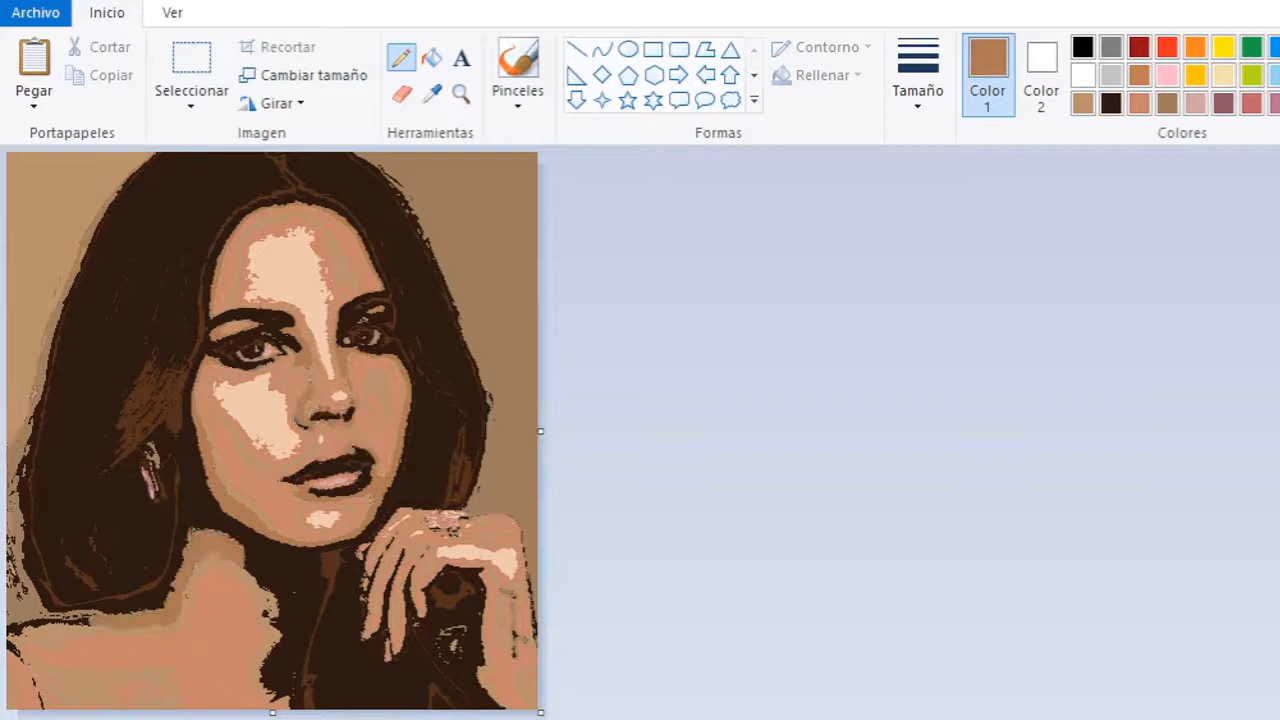 Archivo Inicio Ver
Pegar
Cortar
Copiar
Portapapeles
Seleccionar
Recortar
Cambiar tamaño
Girar
Imagen
A
Herramientas
Pinceles
Contorno
Rellenar
Formas
Tamaño
Color
1
Color
2
Colores